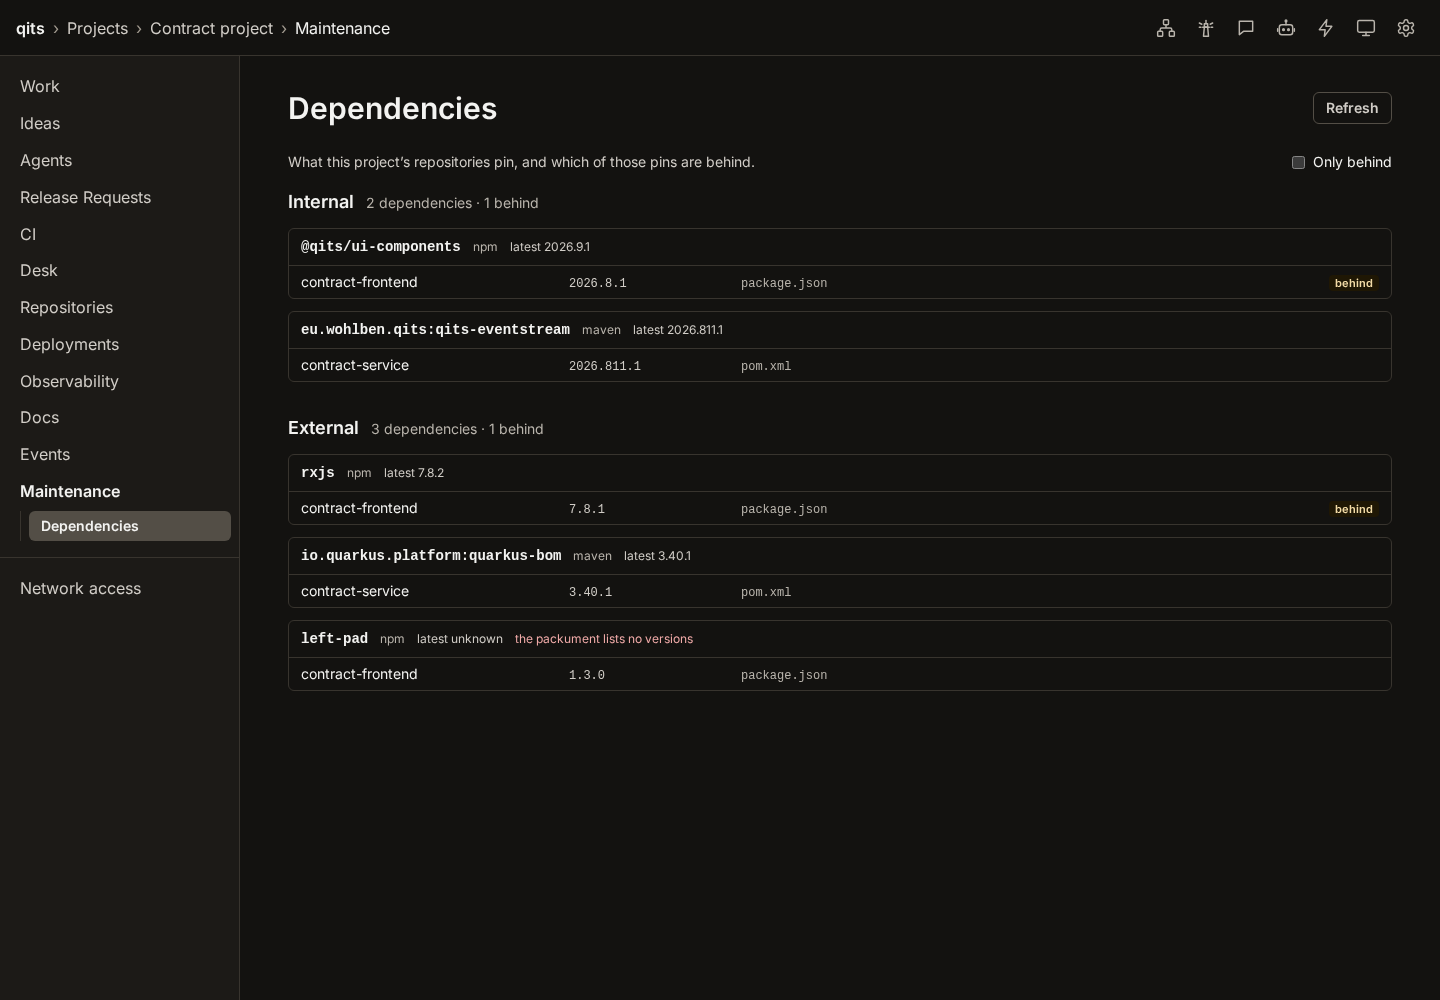 qits › Projects › Contract project › Maintenance
Work
Ideas
Agents
Release Requests
CI
Desk
Repositories
Deployments
Observability
Docs
Events
Maintenance
Dependencies
Network access
Dependencies
Refresh
What this project’s repositories pin, and which of those pins are behind.
Only behind
Internal 2 dependencies · 1 behind
@qits/ui-components npm latest 2026.9.1
contract-frontend 2026.8.1 package.json behind
eu.wohlben.qits:qits-eventstream maven latest 2026.811.1
contract-service 2026.811.1 pom.xml
External 3 dependencies · 1 behind
rxjs npm latest 7.8.2
contract-frontend 7.8.1 package.json behind
io.quarkus.platform:quarkus-bom maven latest 3.40.1
contract-service 3.40.1 pom.xml
left-pad npm latest unknown the packument lists no versions
contract-frontend 1.3.0 package.json